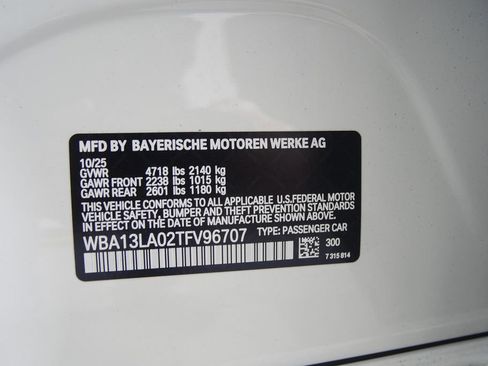 MFD BY BAYERISCHE MOTOREN WERKE AG
10/25
GVWR 4718 lbs 2140 kg
GAWR FRONT 2238 lbs 1015 kg
GAWR REAR 2601 lbs 1180 kg
THIS VEHICLE CONFORMS TO ALL APPLICABLE U.S.FEDERAL MOTOR
VEHICLE SAFETY, BUMPER AND THEFT PREVENTION STANDARDS
IN EFFECT ON THE DATE OF MANUFACTURE SHOWN ABOVE.
WBA13LA02TFV96707 TYPE: PASSENGER CAR
300
7 315 814